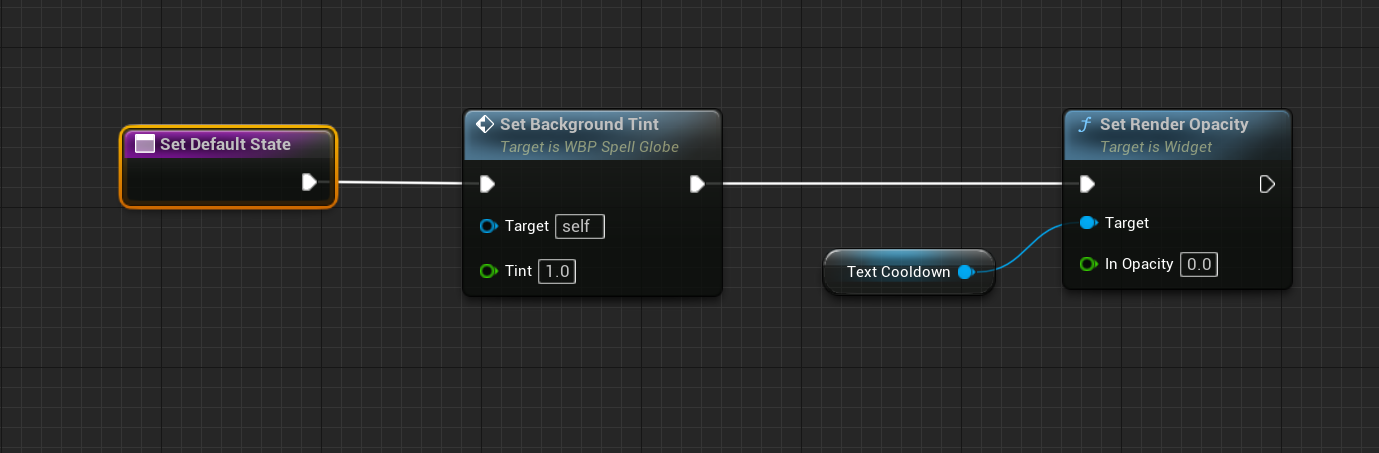 Set Default State
Set Background Tint
Target is WBP Spell Globe
Target self
Tint 1.0
Text Cooldown
Set Render Opacity
Target is Widget
Target
In Opacity 0.0